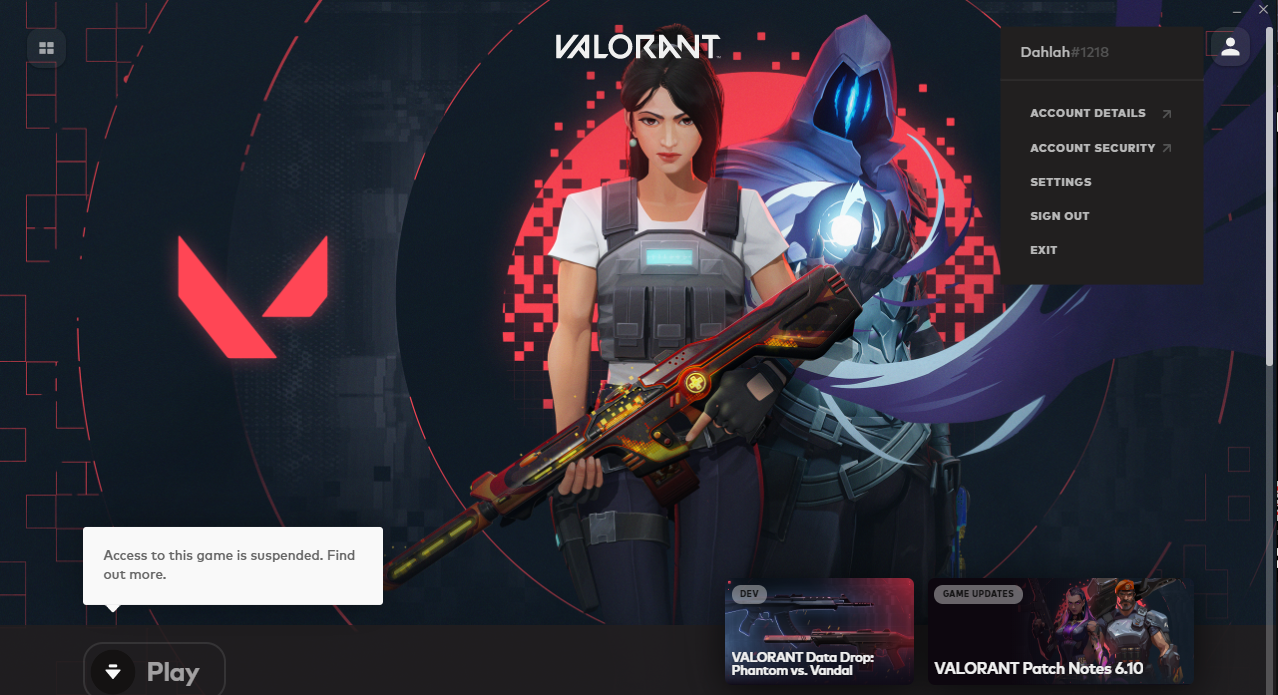 VALORANT
Dahlah#1218
ACCOUNT DETAILS
ACCOUNT SECURITY
SETTINGS
SIGN OUT
EXIT
Access to this game is suspended. Find
out more.
Play
DEV
VALORANT Data Drop:
Phantom vs. Vandal
GAME UPDATES
VALORANT Patch Notes 6.10